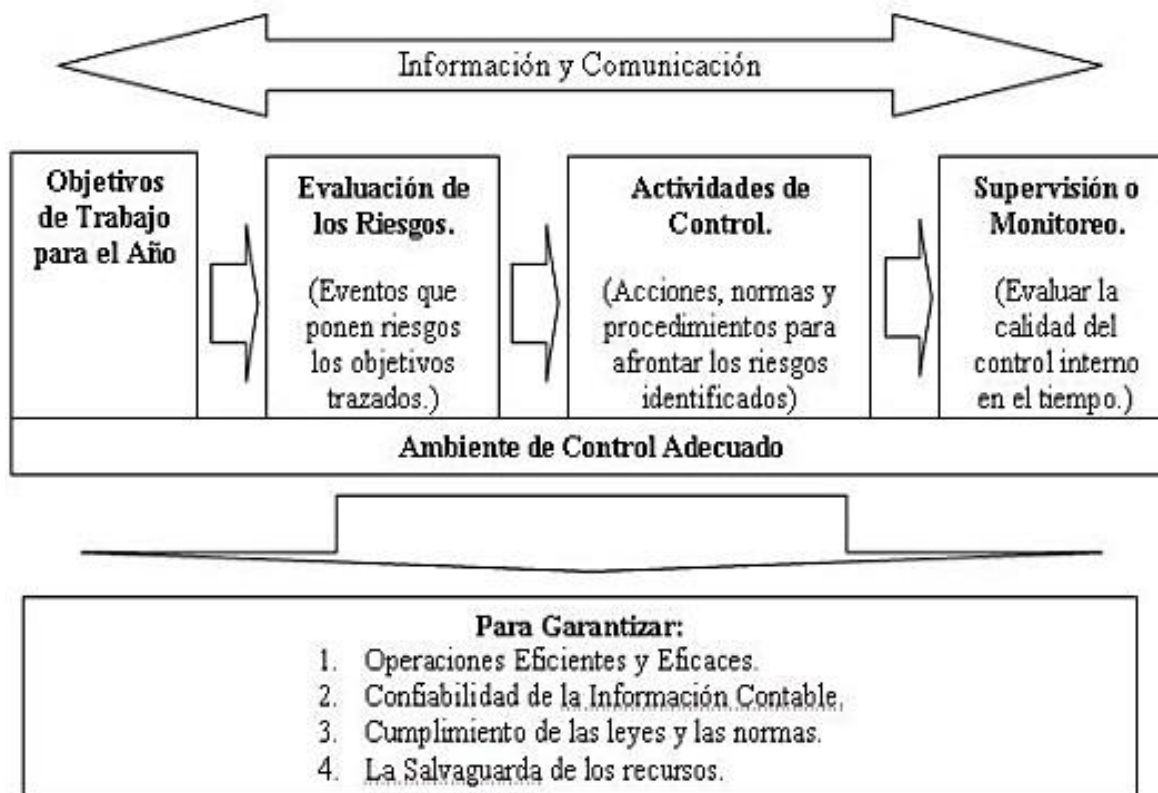 Información y Comunicación
Objetivos
de Trabajo
para el Año
Evaluación de
los Riesgos.
(Eventos que
ponen riesgos
los objetivos
trazados.)
Actividades de
Control.
(Acciones, normas y
procedimientos para
afrontar los riesgos
identificados)
Supervisión o
Monitoreo.
(Evaluar la
calidad del
control interno
en el tiempo.)
Ambiente de Control Adecuado
Para Garantizar:
1. Operaciones Eficientes y Eficaces.
2. Confiabilidad de la Información Contable.
3. Cumplimiento de las leyes y las normas.
4. La Salvaguarda de los recursos.